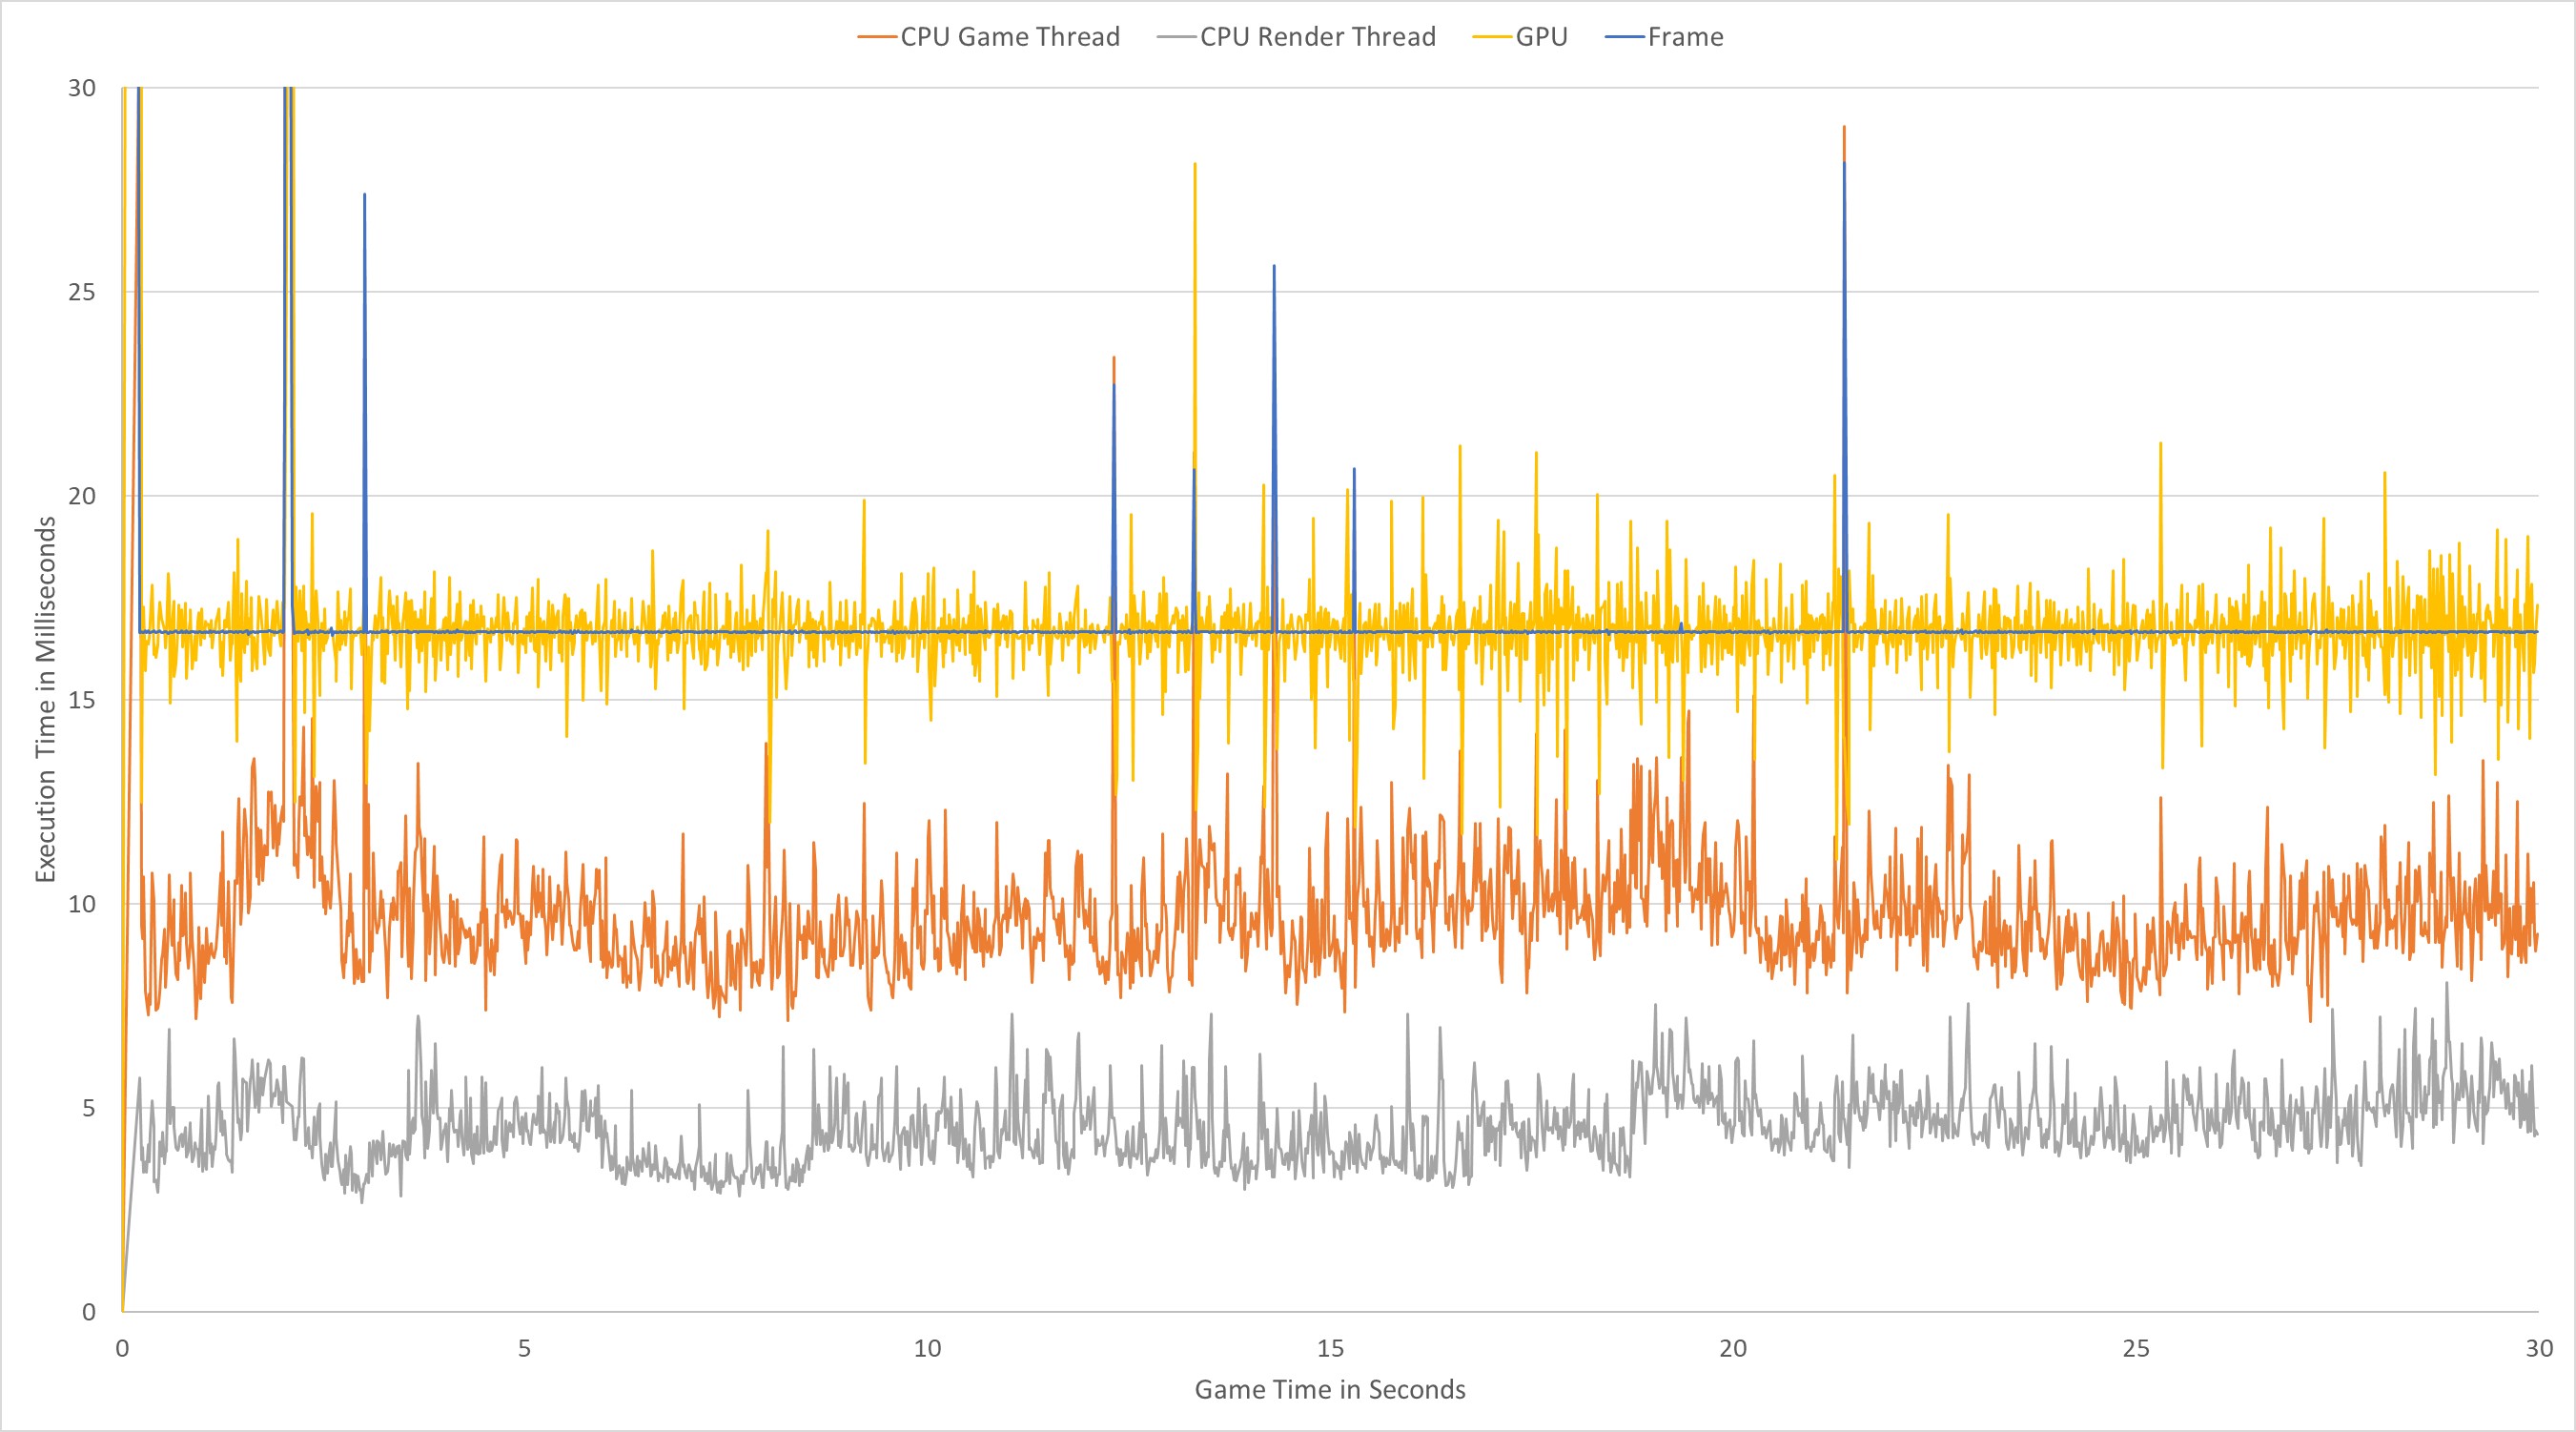 CPU Game Thread CPU Render Thread GPU Frame
30
25
20
15
10
5
0
Execution Time in Milliseconds
0 5 10 15 20 25 30
Game Time in Seconds